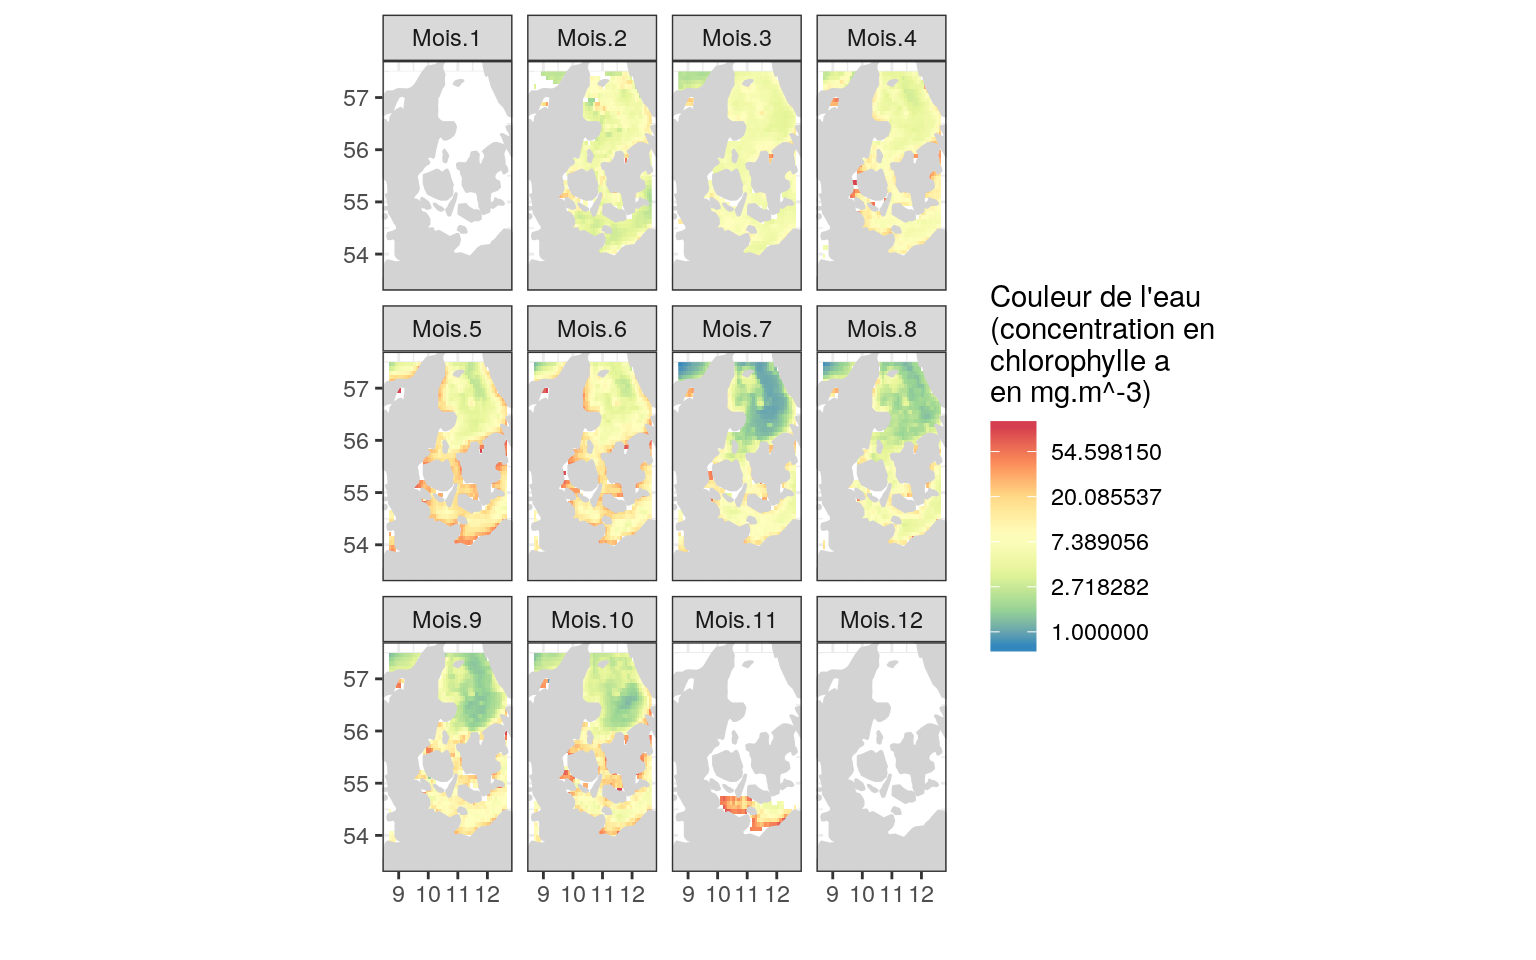 Mois.1 Mois.2 Mois.3 Mois.4
57
56
55
54
Mois.5 Mois.6 Mois.7 Mois.8
57
56
55
54
Mois.9 Mois.10 Mois.11 Mois.12
57
56
55
54
9 10 11 12 9 10 11 12 9 10 11 12 9 10 11 12
Couleur de l'eau
(concentration en
chlorophylle a
en mg.m^-3)
54.598150
20.085537
7.389056
2.718282
1.000000